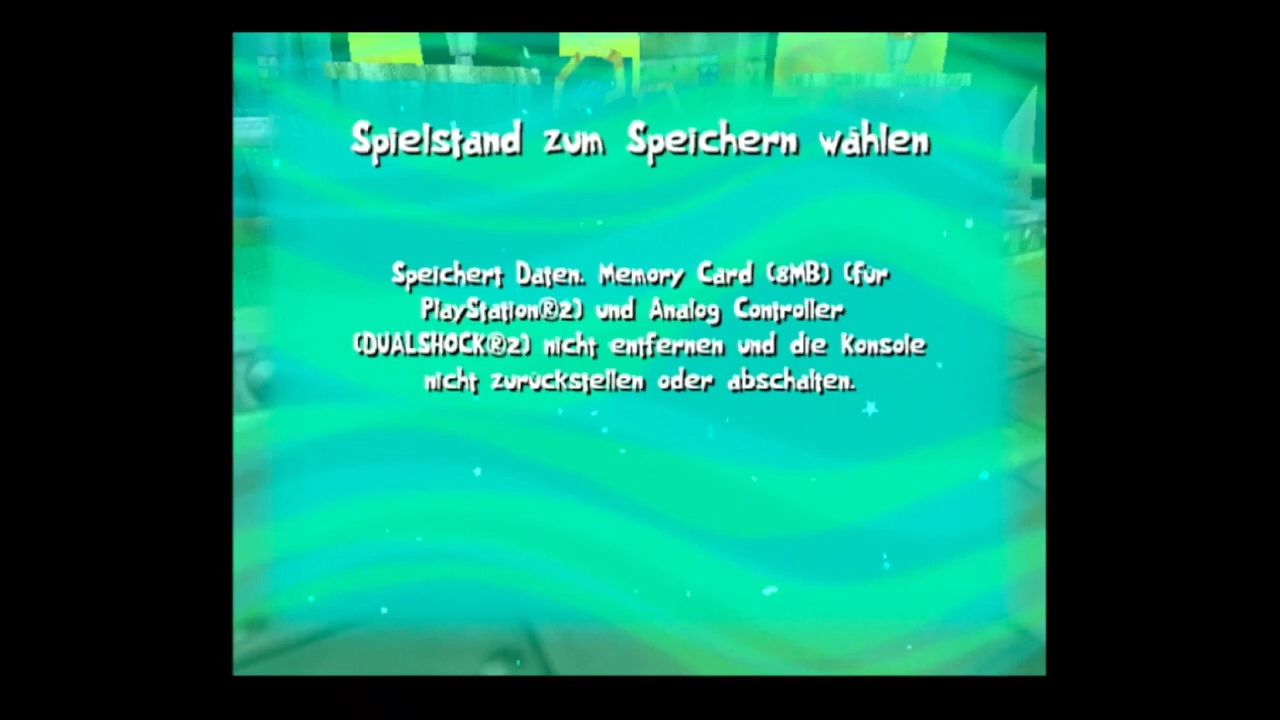 Spielstand zum Speichern wählen
Speichert Daten. Memory Card (8MB) (für
PlayStation®2) und Analog Controller
(DUALSHOCK®2) nicht entfernen und die Konsole
nicht zurückstellen oder abschalten.